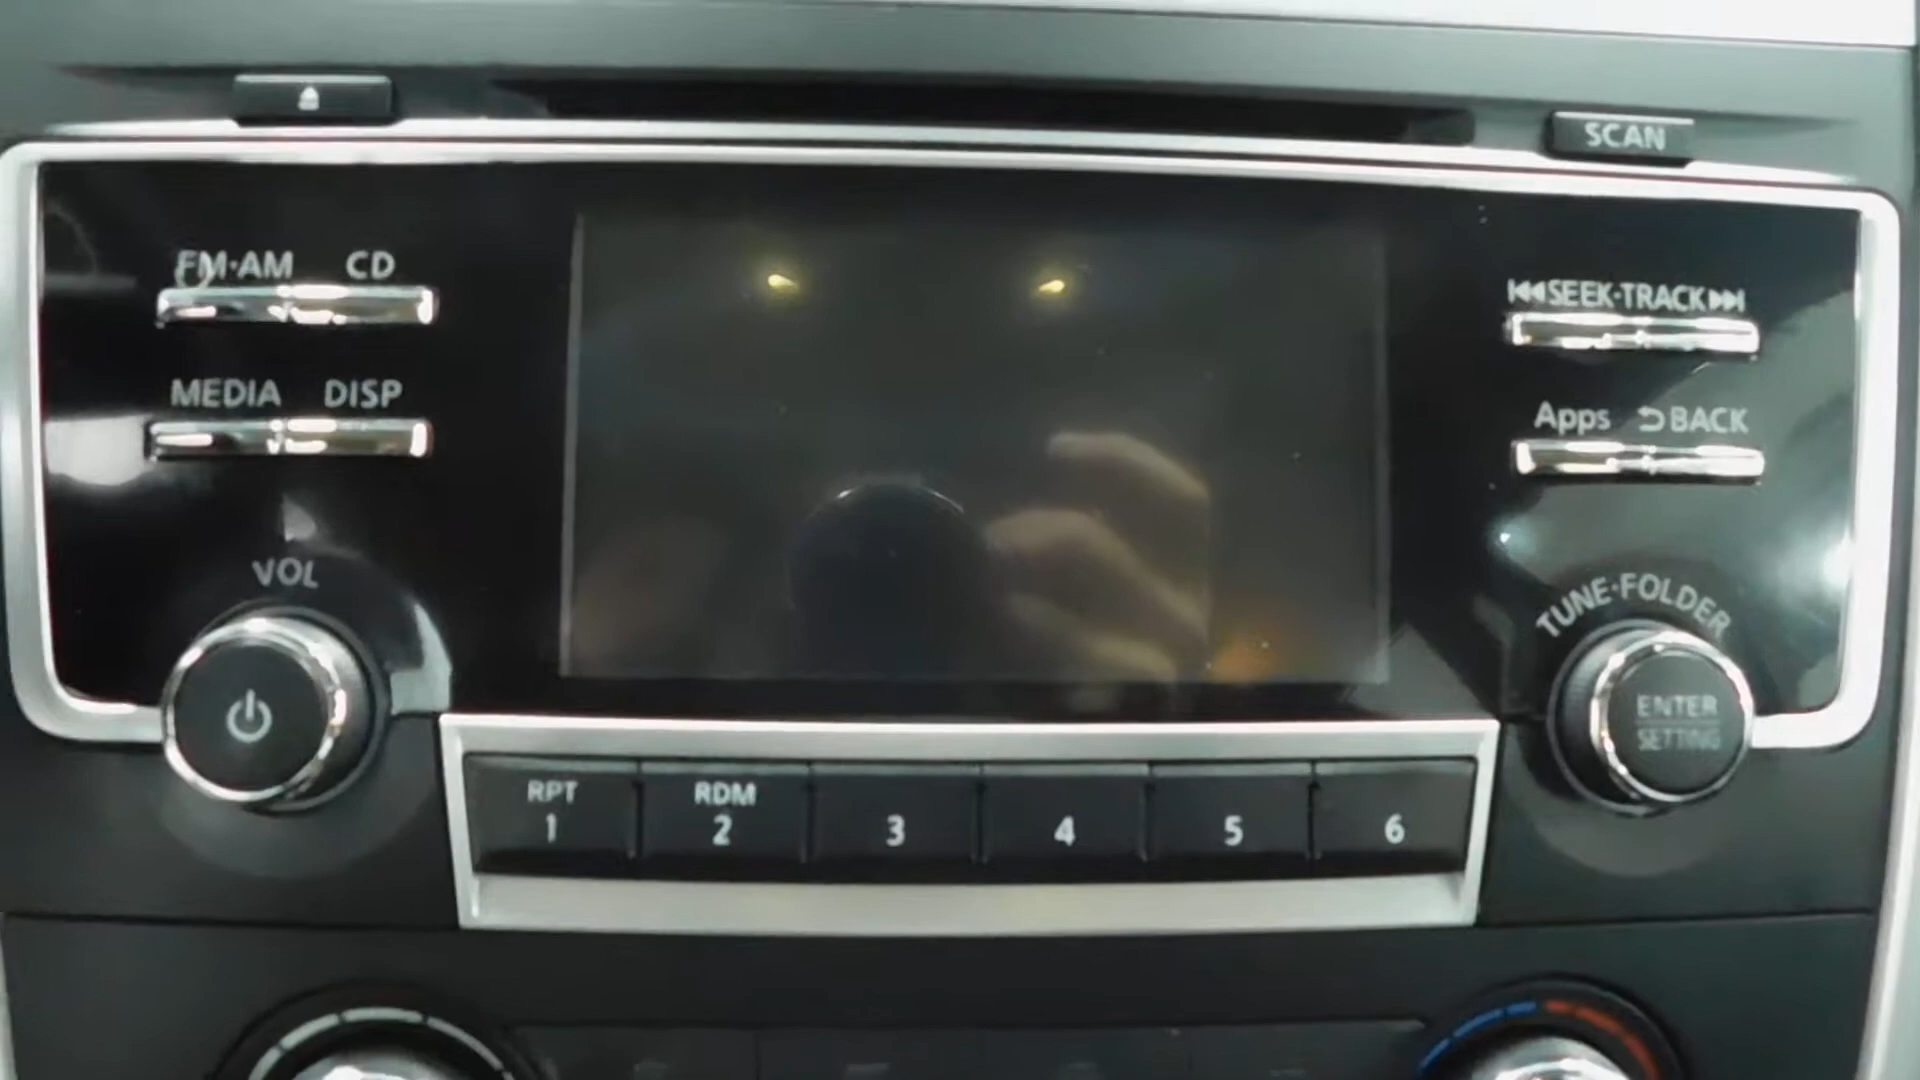 SCAN
FM·AM CD
⏮SEEK·TRACK⏭
MEDIA DISP
Apps ⮌BACK
VOL
TUNE·FOLDER
ENTER
SETTING
RPT RDM
1 2 3 4 5 6